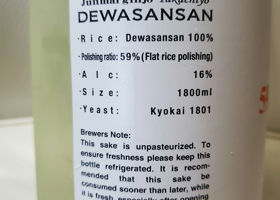 Junmai ginjo Takachiyo
DEWASANSAN
·Rice: Dewasansan 100%
·Polishing ratio: 59%(Flat rice polishing)
·Alc: 16%
·Size: 1800ml
·Yeast: Kyokai 1801
Brewers Note:
This sake is unpasteurized. To
ensure freshness please keep this
bottle refrigerated. It is recom-
mended that this sake be
consumed sooner than later, while
it is fresh, especially after opening